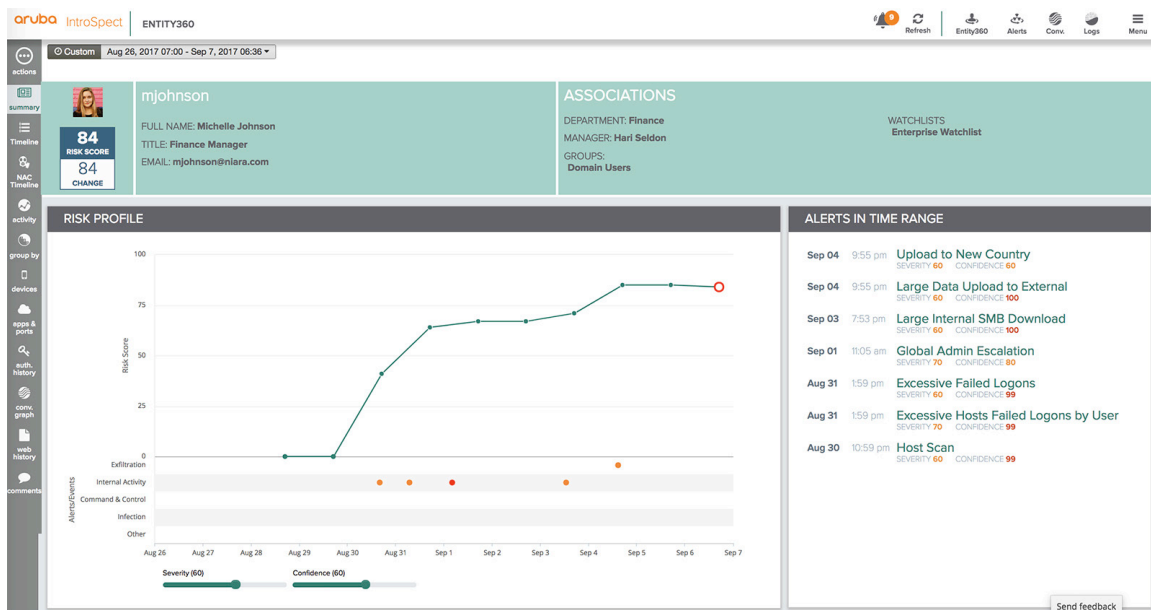 aruba IntroSpect ENTITY360
9
Refresh Entity360 Alerts Conv. Logs Menu
Custom Aug 26, 2017 07:00 - Sep 7, 2017 06:36
actions
summary
Timeline
NAC
Timeline
activity
group by
devices
apps &
ports
auth.
history
conv.
graph
web
history
comments
84
RISK SCORE
84
CHANGE
mjohnson
FULL NAME: Michelle Johnson
TITLE: Finance Manager
EMAIL: mjohnson@niara.com
ASSOCIATIONS
DEPARTMENT: Finance
MANAGER: Hari Seldon
GROUPS:
Domain Users
WATCHLISTS
Enterprise Watchlist
RISK PROFILE
100
75
50
25
0
Risk Score
Exfiltration
Internal Activity
Command & Control
Infection
Other
Alerts/Events
Aug 26 Aug 27 Aug 28 Aug 29 Aug 30 Aug 31 Sep 1 Sep 2 Sep 3 Sep 4 Sep 5 Sep 6 Sep 7
Severity (60) Confidence (60)
ALERTS IN TIME RANGE
Sep 04 9:55 pm Upload to New Country
SEVERITY 60 CONFIDENCE 60
Sep 04 9:55 pm Large Data Upload to External
SEVERITY 60 CONFIDENCE 100
Sep 03 7:53 pm Large Internal SMB Download
SEVERITY 60 CONFIDENCE 100
Sep 01 11:05 am Global Admin Escalation
SEVERITY 70 CONFIDENCE 80
Aug 31 1:59 pm Excessive Failed Logons
SEVERITY 60 CONFIDENCE 99
Aug 31 1:59 pm Excessive Hosts Failed Logons by User
SEVERITY 70 CONFIDENCE 99
Aug 30 10:59 pm Host Scan
SEVERITY 60 CONFIDENCE 99
Send feedback